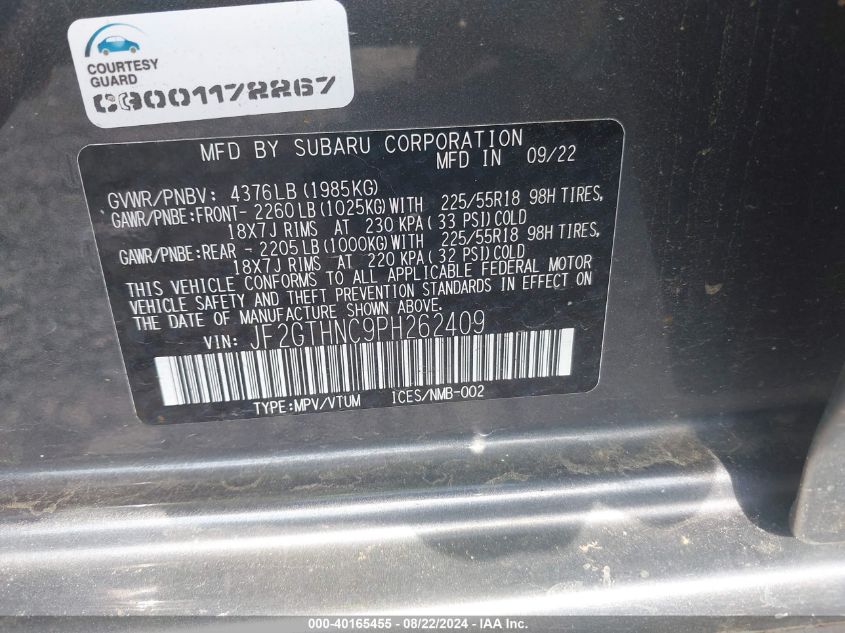 COURTESY
GUARD
CG001178867
MFD BY SUBARU CORPORATION
MFD IN 09/22
GVWR/PNBV: 4376LB(1985KG)
GAWR/PNBE:FRONT- 2260LB(1025KG)WITH 225/55R18 98H TIRES,
18X7J RIMS AT 230 KPA(33 PSI)COLD
GAWR/PNBE:REAR - 2205LB(1000KG)WITH 225/55R18 98H TIRES,
18X7J RIMS AT 220 KPA(32 PSI)COLD
THIS VEHICLE CONFORMS TO ALL APPLICABLE FEDERAL MOTOR
VEHICLE SAFETY AND THEFT PREVENTION STANDARDS IN EFFECT ON
THE DATE OF MANUFACTURE SHOWN ABOVE.
VIN: JF2GTHNC9PH262409
TYPE:MPV/VTUM ICES/NMB-002
000-40165455 - 08/22/2024 - IAA Inc.